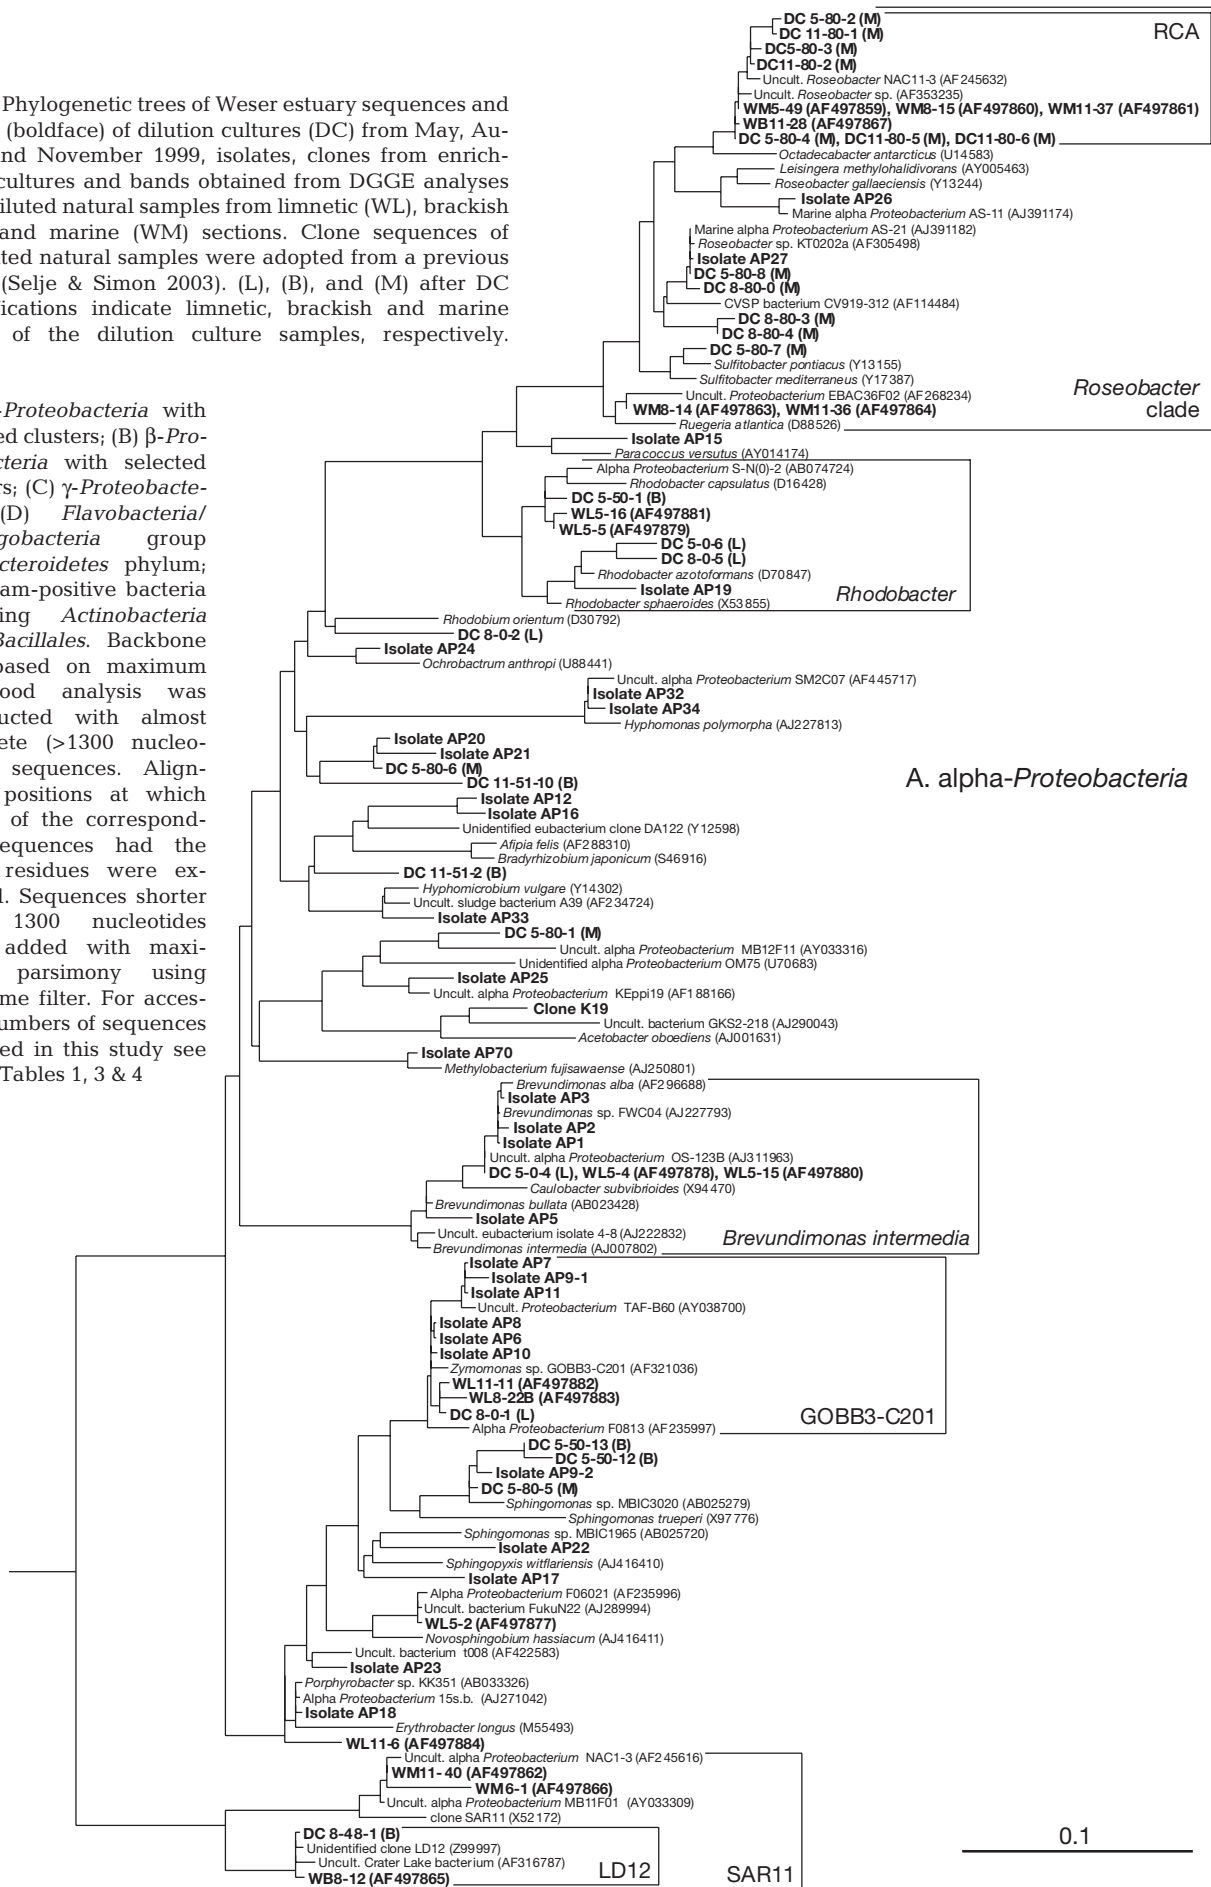 Phylogenetic trees of Weser estuary sequences and
(boldface) of dilution cultures (DC) from May, Au-
nd November 1999, isolates, clones from enrich-
cultures and bands obtained from DGGE analyses
iluted natural samples from limnetic (WL), brackish
and marine (WM) sections. Clone sequences of
ted natural samples were adopted from a previous
(Selje & Simon 2003). (L), (B), and (M) after DC
fications indicate limnetic, brackish and marine
of the dilution culture samples, respectively.
-Proteobacteria with
ed clusters; (B) β-Pro-
cteria with selected
rs; (C) γ-Proteobacte-
(D) Flavobacteria/
ngobacteria group
cteroidetes phylum;
am-positive bacteria
ing Actinobacteria
Bacillales. Backbone
based on maximum
ood analysis was
ucted with almost
ete (>1300 nucleo-
sequences. Align-
positions at which
of the correspond-
equences had the
residues were ex-
l. Sequences shorter
1300 nucleotides
added with maxi-
parsimony using
me filter. For acces-
umbers of sequences
ed in this study see
Tables 1, 3 & 4
DC 5-80-2 (M)
RCA
DC 11-80-1 (M)
DC5-80-3 (M)
DC11-80-2 (M)
Uncult. Roseobacter NAC11-3 (AF245632)
Uncult. Roseobacter sp. (AF353235)
WM5-49 (AF497859), WM8-15 (AF497860), WM11-37 (AF497861)
WB11-28 (AF497867)
DC 5-80-4 (M), DC11-80-5 (M), DC11-80-6 (M)
Octadecabacter antarcticus (U14583)
Leisingera methylohalidivorans (AY005463)
Roseobacter gallaeciensis (Y13244)
Isolate AP26
Marine alpha Proteobacterium AS-11 (AJ391174)
Marine alpha Proteobacterium AS-21 (AJ391182)
Roseobacter sp. KT0202a (AF305498)
Isolate AP27
DC 5-80-8 (M)
DC 8-80-0 (M)
CVSP bacterium CV919-312 (AF114484)
DC 8-80-3 (M)
DC 8-80-4 (M)
DC 5-80-7 (M)
Sulfitobacter pontiacus (Y13155)
Sulfitobacter mediterraneus (Y17387)
Roseobacter
clade
Uncult. Proteobacterium EBAC36F02 (AF268234)
WM8-14 (AF497863), WM11-36 (AF497864)
Ruegeria atlantica (D88526)
Isolate AP15
Paracoccus versutus (AY014174)
Alpha Proteobacterium S-N(0)-2 (AB074724)
Rhodobacter capsulatus (D16428)
DC 5-50-1 (B)
WL5-16 (AF497881)
WL5-5 (AF497879)
DC 5-0-6 (L)
DC 8-0-5 (L)
Rhodobacter azotoformans (D70847)
Isolate AP19
Rhodobacter
Rhodobacter sphaeroides (X53855)
Rhodobium orientum (D30792)
DC 8-0-2 (L)
Isolate AP24
Ochrobactrum anthropi (U88441)
Uncult. alpha Proteobacterium SM2C07 (AF445717)
Isolate AP32
Isolate AP34
Hyphomonas polymorpha (AJ227813)
Isolate AP20
Isolate AP21
DC 5-80-6 (M)
DC 11-51-10 (B)
A. alpha-Proteobacteria
Isolate AP12
Isolate AP16
Unidentified eubacterium clone DA122 (Y12598)
Afipia felis (AF288310)
Bradyrhizobium japonicum (S46916)
DC 11-51-2 (B)
Hyphomicrobium vulgare (Y14302)
Uncult. sludge bacterium A39 (AF234724)
Isolate AP33
DC 5-80-1 (M)
Uncult. alpha Proteobacterium MB12F11 (AY033316)
Unidentified alpha Proteobacterium OM75 (U70683)
Isolate AP25
Uncult. alpha Proteobacterium KEppi19 (AF188166)
Clone K19
Uncult. bacterium GKS2-218 (AJ290043)
Acetobacter oboediens (AJ001631)
Isolate AP70
Methylobacterium fujisawaense (AJ250801)
Brevundimonas alba (AF296688)
Isolate AP3
Brevundimonas sp. FWC04 (AJ227793)
Isolate AP2
Isolate AP1
Uncult. alpha Proteobacterium OS-123B (AJ311963)
DC 5-0-4 (L), WL5-4 (AF497878), WL5-15 (AF497880)
Caulobacter subvibrioides (X94470)
Brevundimonas bullata (AB023428)
Isolate AP5
Uncult. eubacterium isolate 4-8 (AJ222832)
Brevundimonas intermedia
Brevundimonas intermedia (AJ007802)
Isolate AP7
Isolate AP9-1
Isolate AP11
Uncult. Proteobacterium TAF-B60 (AY038700)
Isolate AP8
Isolate AP6
Isolate AP10
Zymomonas sp. GOBB3-C201 (AF321036)
WL11-11 (AF497882)
WL8-22B (AF497883)
DC 8-0-1 (L)
GOBB3-C201
Alpha Proteobacterium F0813 (AF235997)
DC 5-50-13 (B)
DC 5-50-12 (B)
Isolate AP9-2
DC 5-80-5 (M)
Sphingomonas sp. MBIC3020 (AB025279)
Sphingomonas trueperi (X97776)
Sphingomonas sp. MBIC1965 (AB025720)
Isolate AP22
Sphingopyxis witflariensis (AJ416410)
Isolate AP17
Alpha Proteobacterium F06021 (AF235996)
Uncult. bacterium FukuN22 (AJ289994)
WL5-2 (AF497877)
Novosphingobium hassiacum (AJ416411)
Uncult. bacterium t008 (AF422583)
Isolate AP23
Porphyrobacter sp. KK351 (AB033326)
Alpha Proteobacterium 15s.b. (AJ271042)
Isolate AP18
Erythrobacter longus (M55493)
WL11-6 (AF497884)
Uncult. alpha Proteobacterium NAC1-3 (AF245616)
WM11-40 (AF497862)
WM6-1 (AF497866)
Uncult. alpha Proteobacterium MB11F01 (AY033309)
clone SAR11 (X52172)
DC 8-48-1 (B)
Unidentified clone LD12 (Z99997)
Uncult. Crater Lake bacterium (AF316787)
WB8-12 (AF497865)
LD12
SAR11
0.1